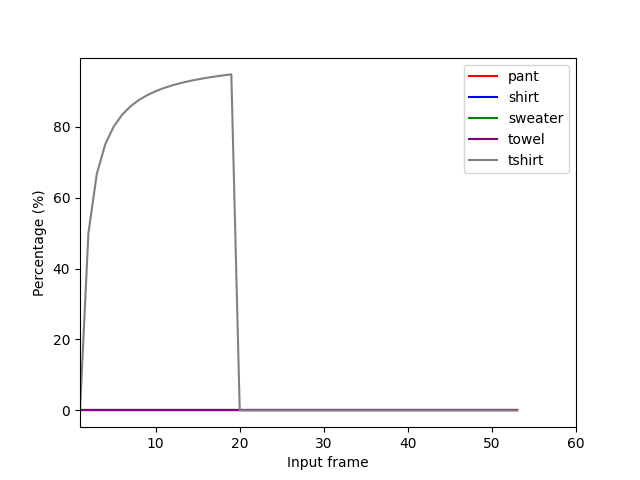 pant
shirt
sweater
towel
tshirt
80
60
40
20
0
Percentage (%)
10 20 30 40 50 60
Input frame